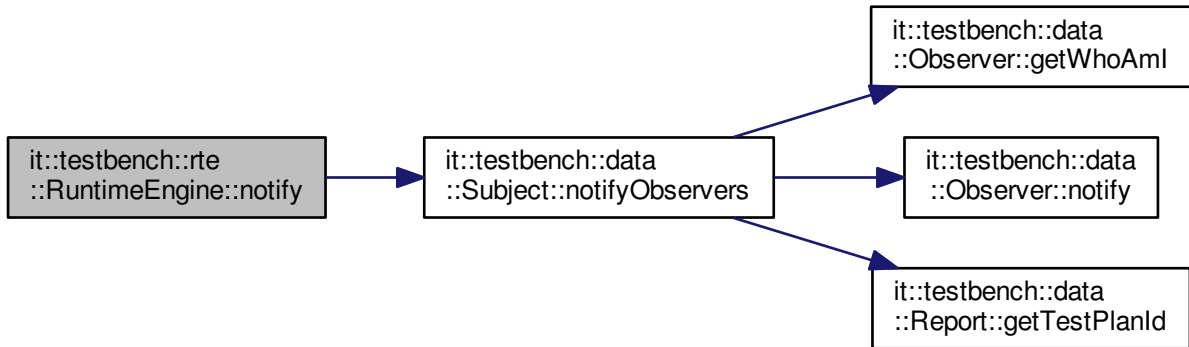 it::testbench::data
::Observer::getWhoAmI
it::testbench::rte
::RuntimeEngine::notify
it::testbench::data
::Subject::notifyObservers
it::testbench::data
::Observer::notify
it::testbench::data
::Report::getTestPlanId